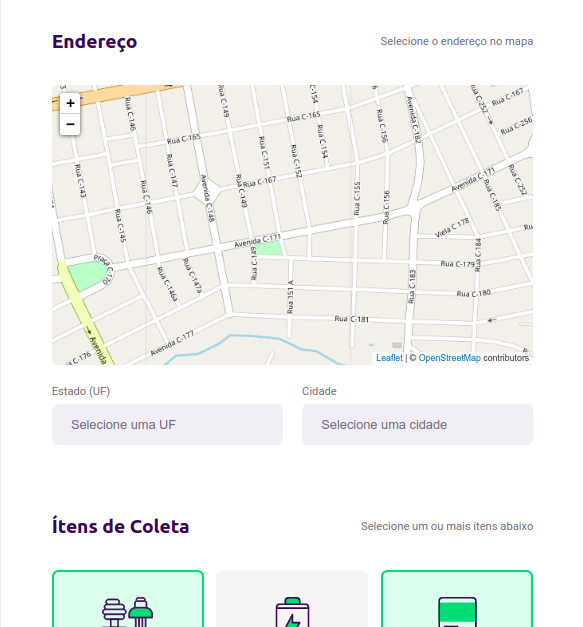 Endereço
Selecione o endereço no mapa
+
−
Rua C-146
Rua C-149
C-154
Rua C-165
Rua C-165
Rua C-156
Avenida C-182
C-252
Rua C-167
Rua C-256
Rua C-143
Rua C-147
Rua C-151
Rua C-152
Rua C-154
Rua C-146
Avenida C-148
Rua C-149
Rua C-167
Rua C-155
Rua C-156
Avenida C-171
Rua C-185
Rua C-252
Rua C-145
Avenida C-171
C-149
Rua
Viela C-178
Rua C-184
Ru
Praça C-170
Rua C-146a
Rua C-147a
Rua 151 A
Rua C-183
Rua C-179
Rua C-180
Rua C-181
Avenida
Avenida C-177
a C-176
Leaflet | © OpenStreetMap contributors
Estado (UF)
Cidade
Selecione uma UF
Selecione uma cidade
Ítens de Coleta
Selecione um ou mais ítens abaixo